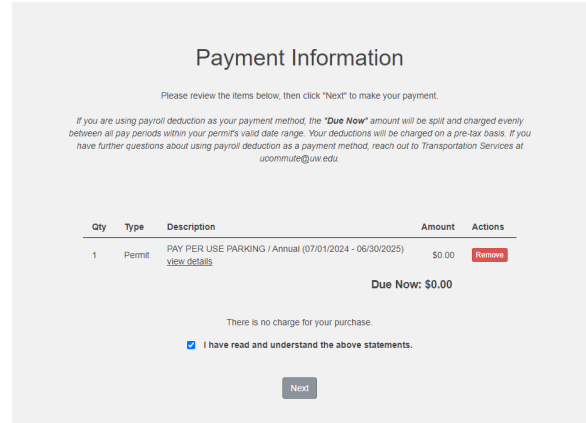 Payment Information
Please review the items below, then click "Next" to make your payment.
If you are using payroll deduction as your payment method, the "Due Now" amount will be split and charged evenly
between all pay periods within your permit's valid date range. Your deductions will be charged on a pre-tax basis. If you
have further questions about using payroll deduction as a payment method, reach out to Transportation Services at
ucommute@uw.edu.
Qty Type Description Amount Actions
1 Permit PAY PER USE PARKING / Annual (07/01/2024 - 06/30/2025) $0.00 Remove
view details
Due Now: $0.00
There is no charge for your purchase.
I have read and understand the above statements.
Next